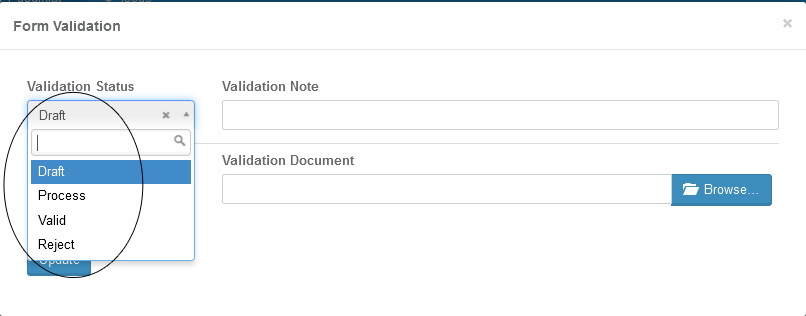 Form Validation ×
Validation Status Validation Note
Draft
Draft
Validation Document
Browse...
Process
Valid
Reject
Update